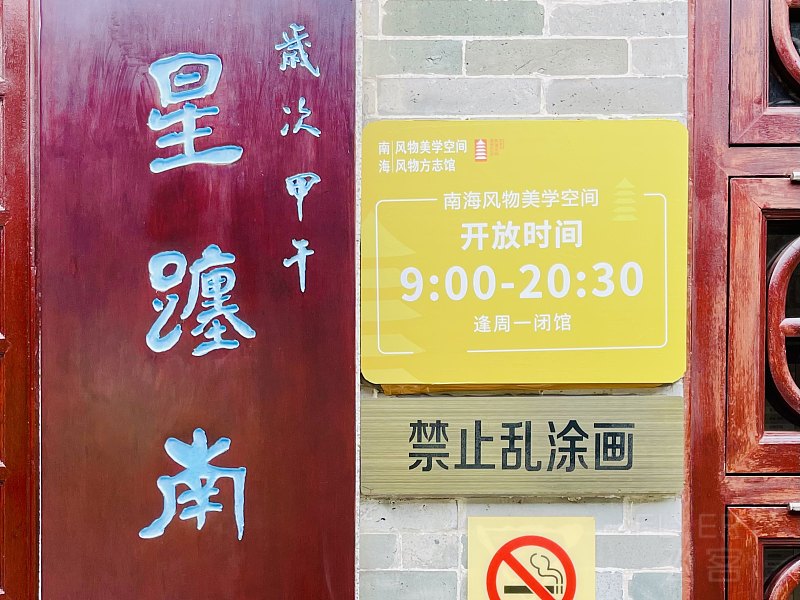 歲次甲午
星躔南
南海
风物美学空间
风物方志馆
南海风物美学空间
开放时间
9:00-20:30
逢周一闭馆
禁止乱涂画